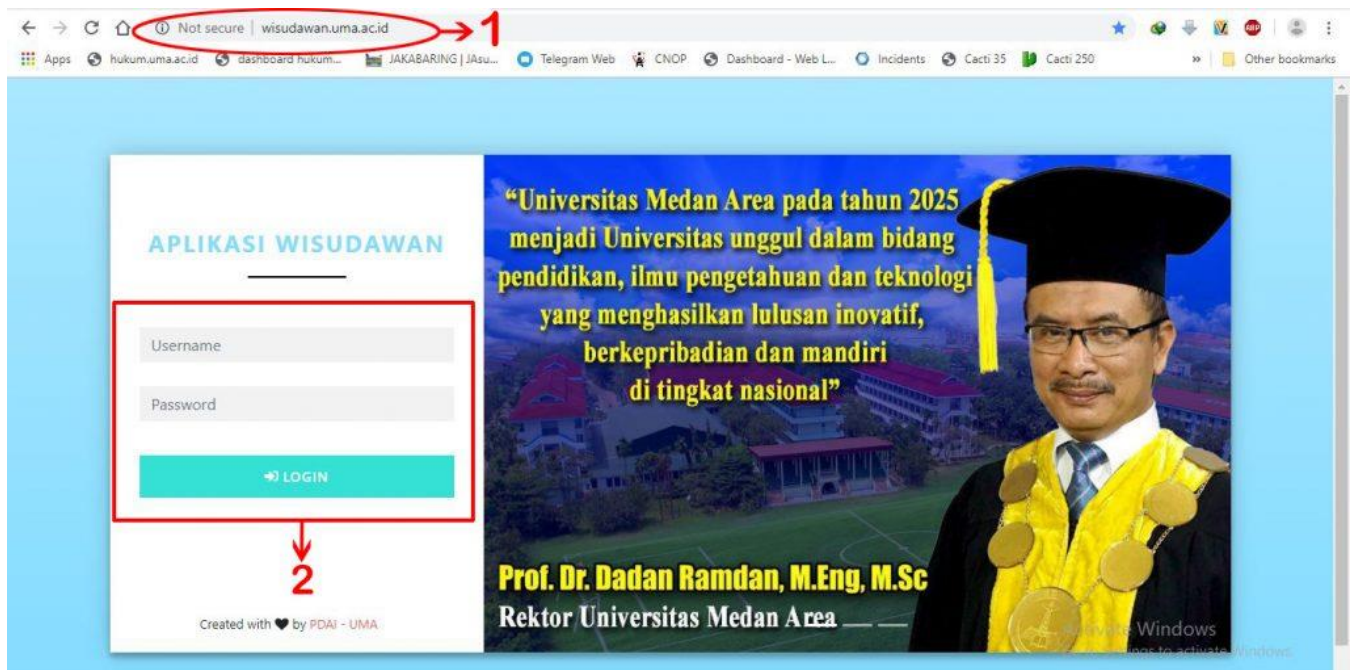 Not secure | wisudawan.uma.ac.id
1
Apps hukum.uma.ac.id dashboard hukum... JAKABARING | JAsu... Telegram Web CNOP Dashboard - Web L... Incidents Cacti 35 Cacti 250 » Other bookmarks
APLIKASI WISUDAWAN
Username
Password
LOGIN
2
Created with ♥ by PDAI - UMA
“Universitas Medan Area pada tahun 2025
menjadi Universitas unggul dalam bidang
pendidikan, ilmu pengetahuan dan teknologi
yang menghasilkan lulusan inovatif,
berkepribadian dan mandiri
di tingkat nasional”
Prof. Dr. Dadan Ramdan, M.Eng, M.Sc
Rektor Universitas Medan Area
Activate Windows
to activate Windows.